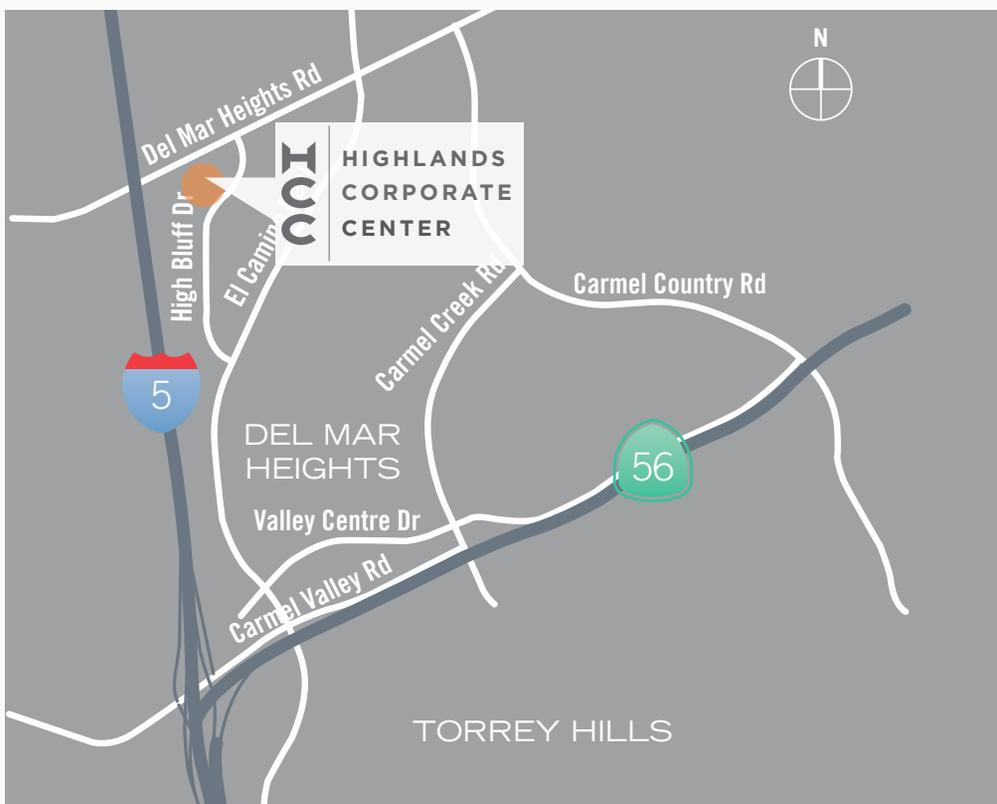 N
Del Mar Heights Rd
HIGHLANDS
CORPORATE
CENTER
HCC
High Bluff Dr
El Camin
Carmel Creek Rd
Carmel Country Rd
5
DEL MAR
HEIGHTS
56
Valley Centre Dr
Carmel Valley Rd
TORREY HILLS